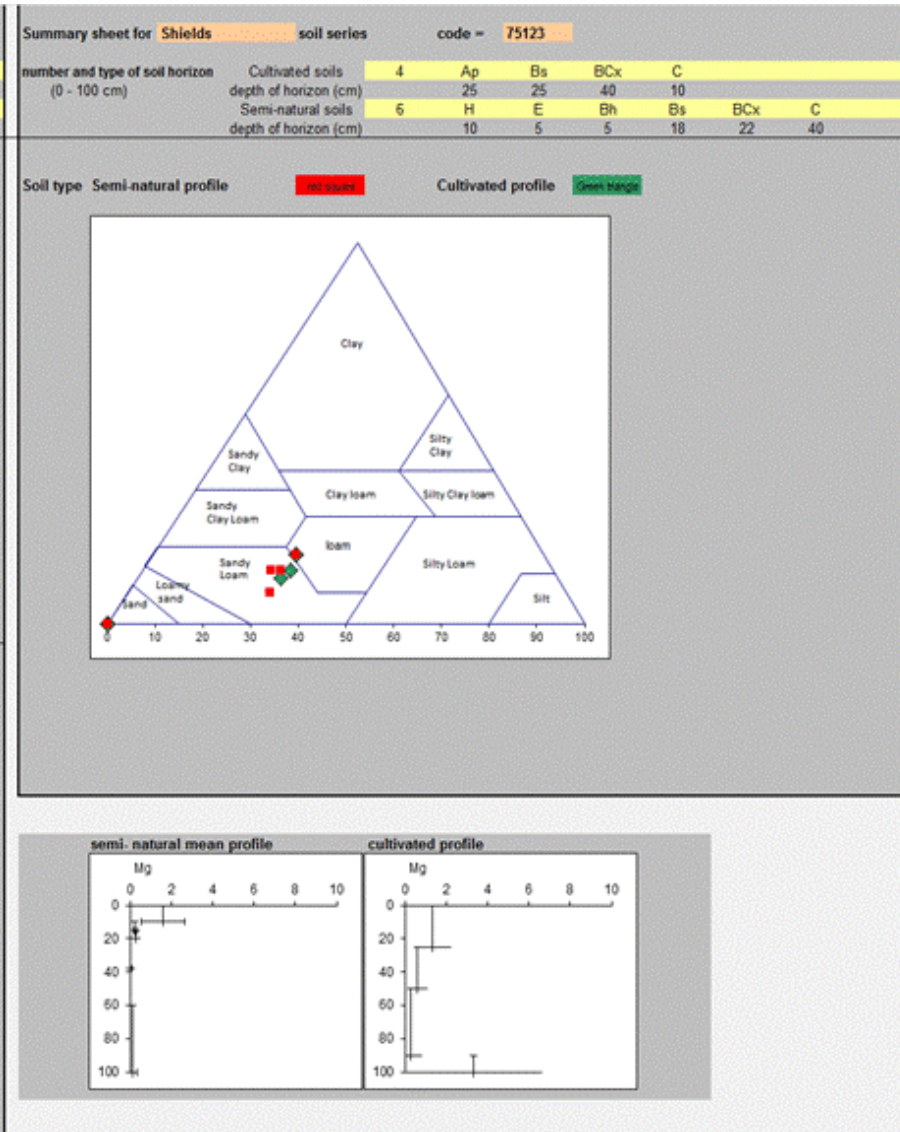 Summary sheet for Shields soil series code = 75123
number and type of soil horizon Cultivated soils 4 Ap Bs BCx C
(0 - 100 cm) depth of horizon (cm) 25 25 40 10
Semi-natural soils 6 H E Bh Bs BCx C
depth of horizon (cm) 10 5 5 18 22 40
Soil type Semi-natural profile red square Cultivated profile Green triangle
Clay
Silty
Clay
Sandy
Clay
Clay loam
Silty Clay loam
Sandy
Clay Loam
loam
Sandy
Loam
Silty Loam
Loamy
sand
Sand
Silt
0 10 20 30 40 50 60 70 80 90 100
semi- natural mean profile cultivated profile
Mg
0 2 4 6 8 10
0
20
40
60
80
100
Mg
0 2 4 6 8 10
0
20
40
60
80
100